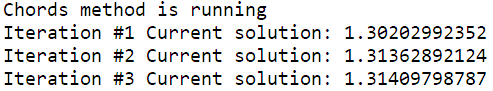 Chords method is running
Iteration #1 Current solution: 1.30202992352
Iteration #2 Current solution: 1.31362892124
Iteration #3 Current solution: 1.31409798787